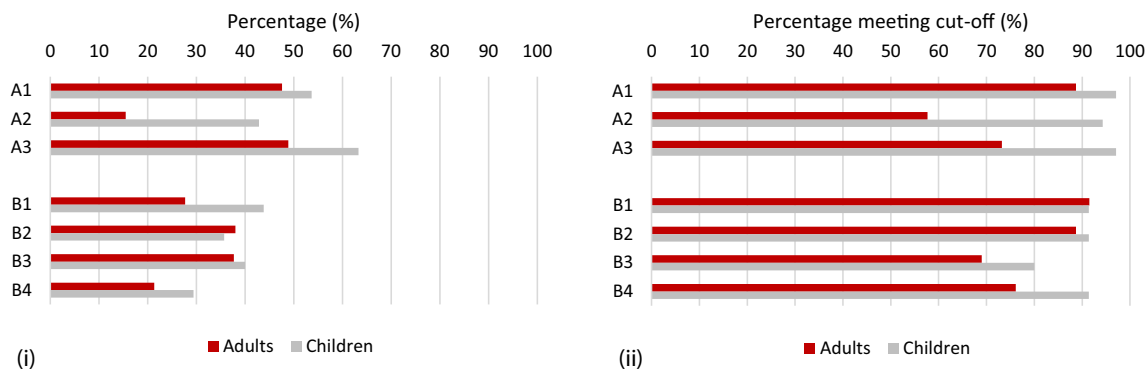 Percentage (%)
0 10 20 30 40 50 60 70 80 90 100
A1
A2
A3
B1
B2
B3
B4
Adults Children
(i)
Percentage meeting cut-off (%)
0 10 20 30 40 50 60 70 80 90 100
A1
A2
A3
B1
B2
B3
B4
Adults Children
(ii)